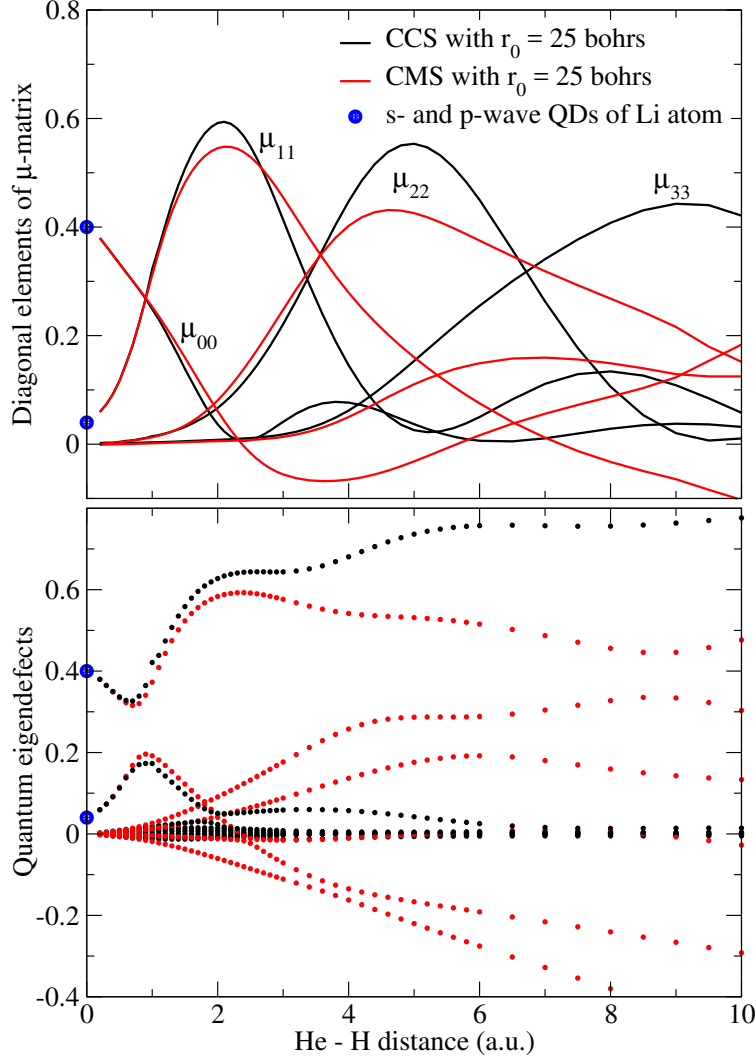 0.8
CCS with r0 = 25 bohrs
CMS with r0 = 25 bohrs
s- and p-wave QDs of Li atom
0.6
μ11
μ22
μ33
0.4
0.2
μ00
0
Diagonal elements of μ-matrix
0.6
0.4
0.2
0
-0.2
-0.4
Quantum eigendefects
0 2 4 6 8 10
He - H distance (a.u.)